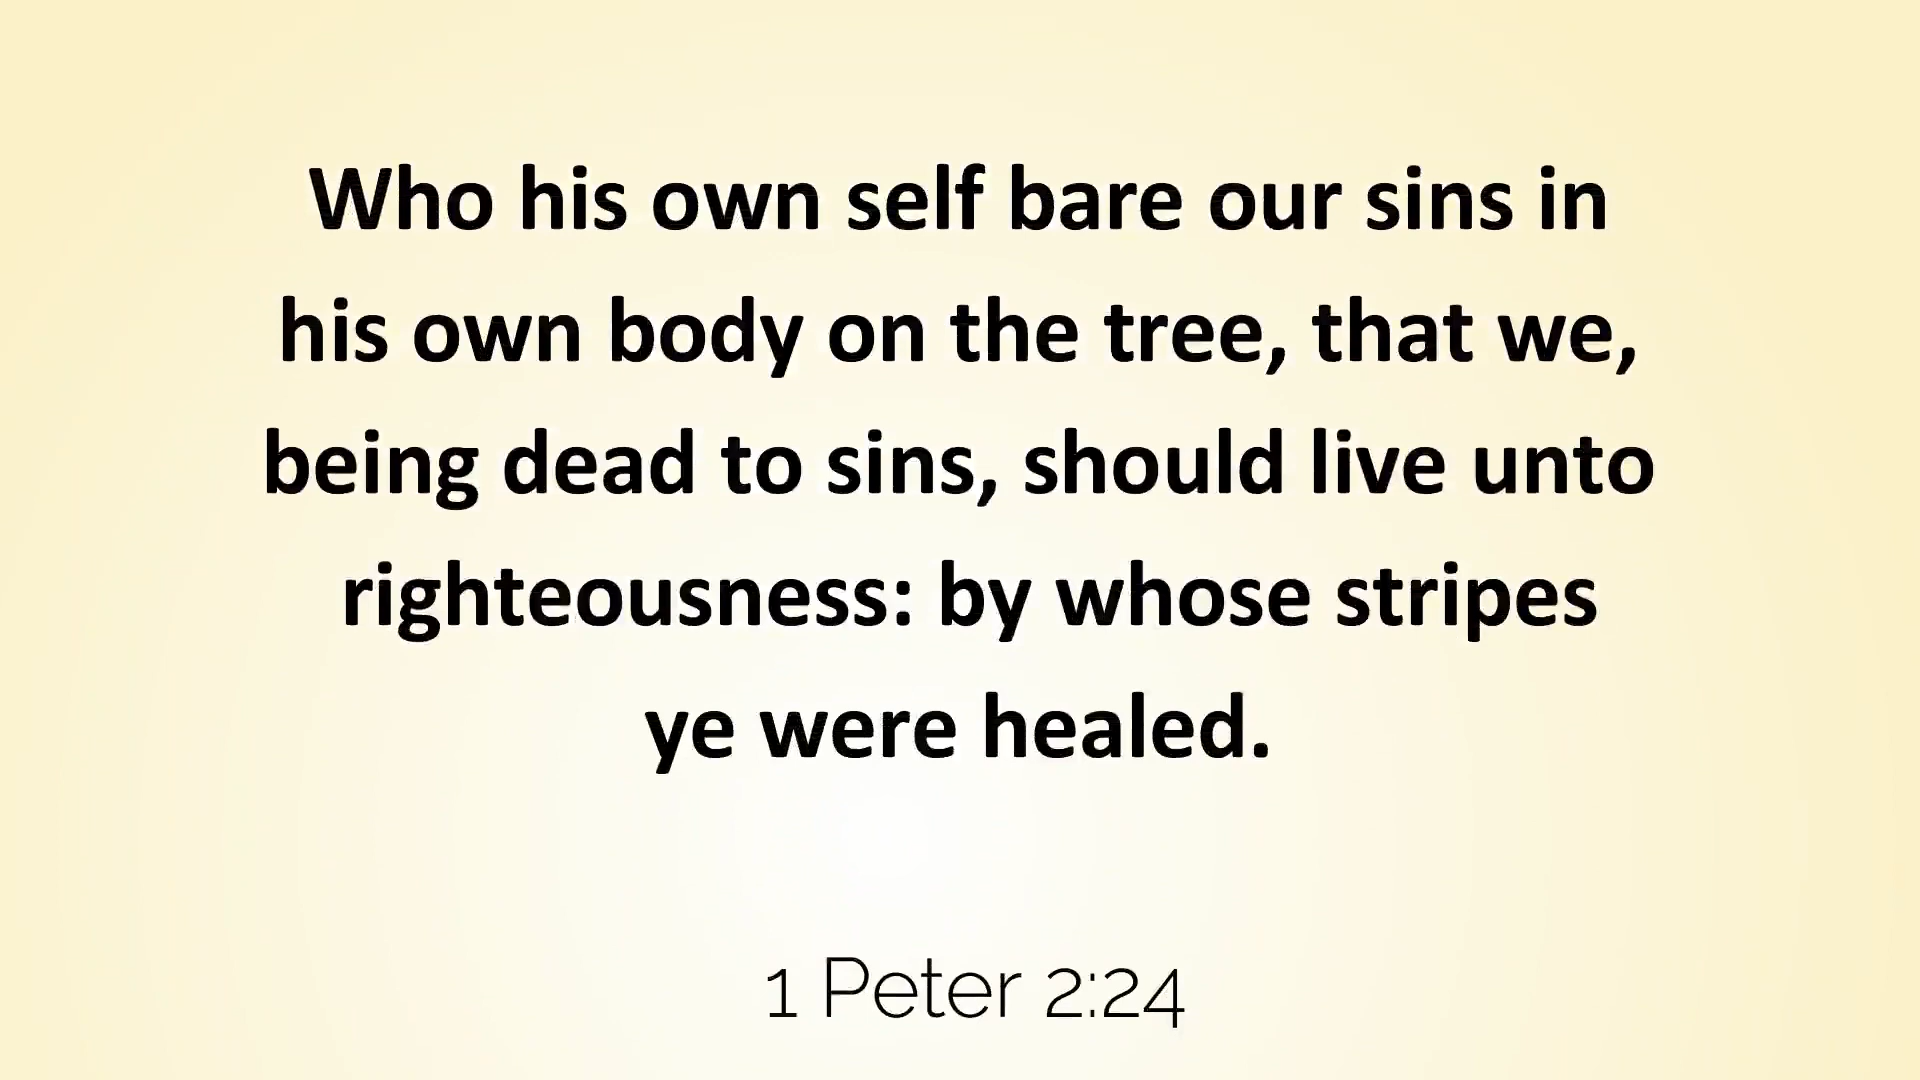 Who his own self bare our sins in
his own body on the tree, that we,
being dead to sins, should live unto
righteousness: by whose stripes
ye were healed.
1 Peter 2:24